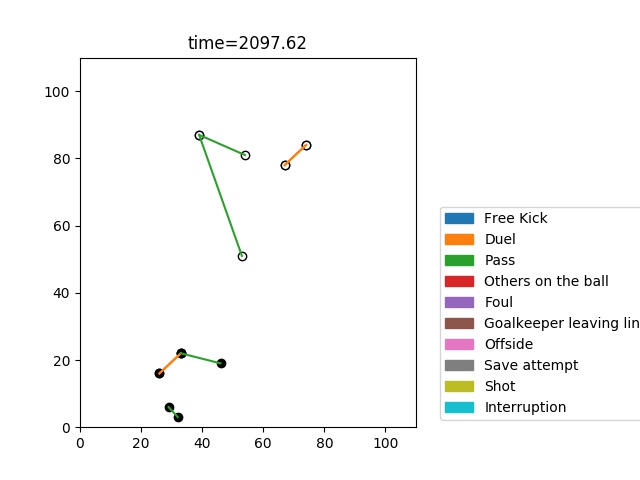 time=2097.62
100
80
60
40
20
0
0 20 40 60 80 100
Free Kick
Duel
Pass
Others on the ball
Foul
Goalkeeper leaving lin
Offside
Save attempt
Shot
Interruption